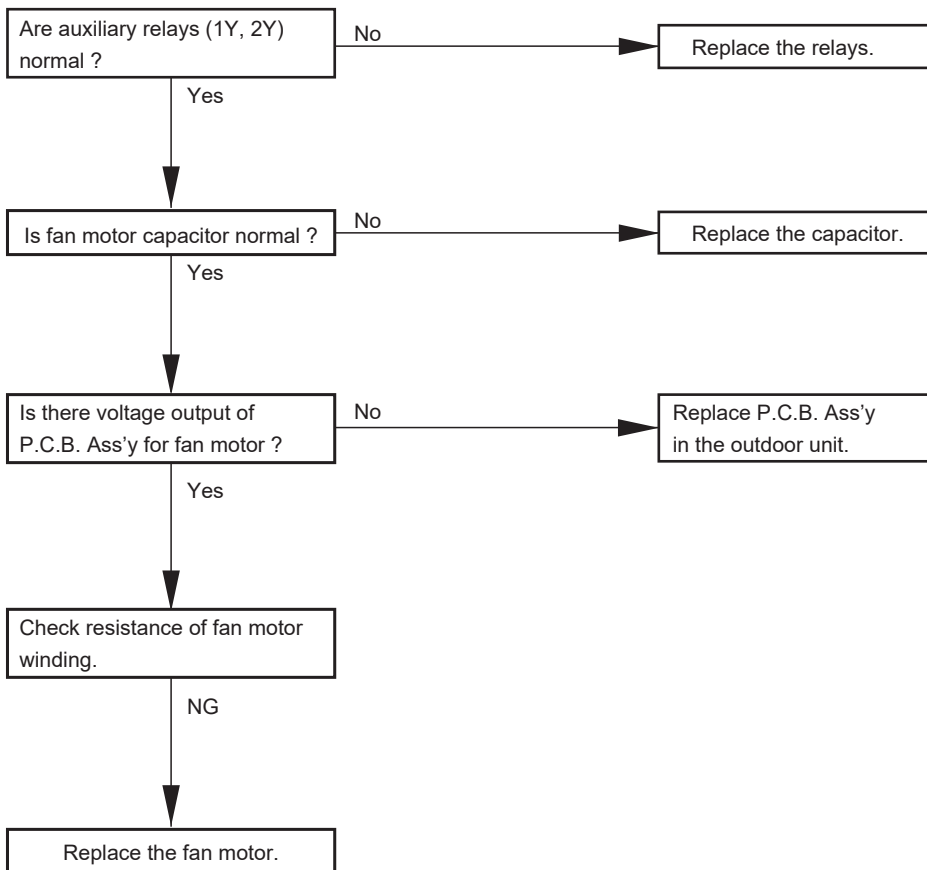 Are auxiliary relays (1Y, 2Y)
normal ?
No
Replace the relays.
Yes
Is fan motor capacitor normal ?
No
Replace the capacitor.
Yes
Is there voltage output of
P.C.B. Ass'y for fan motor ?
No
Replace P.C.B. Ass'y
in the outdoor unit.
Yes
Check resistance of fan motor
winding.
NG
Replace the fan motor.